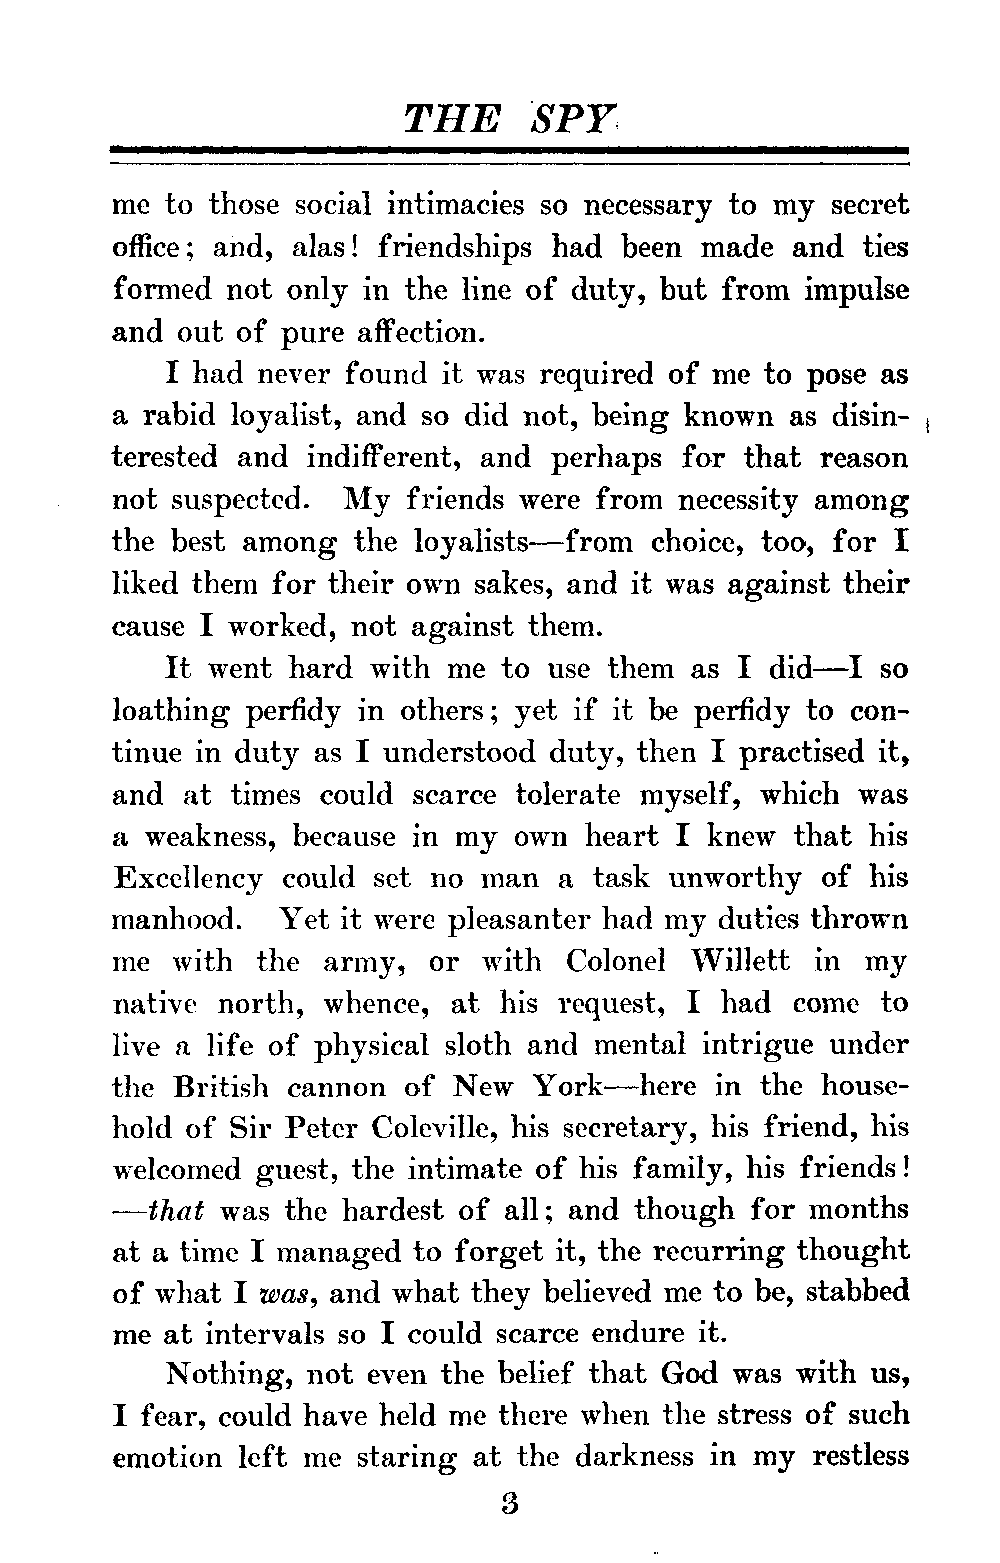 THE SPY
me to those social intimacies so necessary to my secret
office; and, alas! friendships had been made and ties
formed not only in the line of duty, but from impulse
and out of pure affection.
I had never found it was required of me to pose as
a rabid loyalist, and so did not, being known as disin-
terested and indifferent, and perhaps for that reason
not suspected. My friends were from necessity among
the best among the loyalists—from choice, too, for I
liked them for their own sakes, and it was against their
cause I worked, not against them.
It went hard with me to use them as I did—I so
loathing perfidy in others; yet if it be perfidy to con-
tinue in duty as I understood duty, then I practised it,
and at times could scarce tolerate myself, which was
a weakness, because in my own heart I knew that his
Excellency could set no man a task unworthy of his
manhood. Yet it were pleasanter had my duties thrown
me with the army, or with Colonel Willett in my
native north, whence, at his request, I had come to
live a life of physical sloth and mental intrigue under
the British cannon of New York—here in the house-
hold of Sir Peter Coleville, his secretary, his friend, his
welcomed guest, the intimate of his family, his friends!
—that was the hardest of all; and though for months
at a time I managed to forget it, the recurring thought
of what I was, and what they believed me to be, stabbed
me at intervals so I could scarce endure it.
Nothing, not even the belief that God was with us,
I fear, could have held me there when the stress of such
emotion left me staring at the darkness in my restless
3